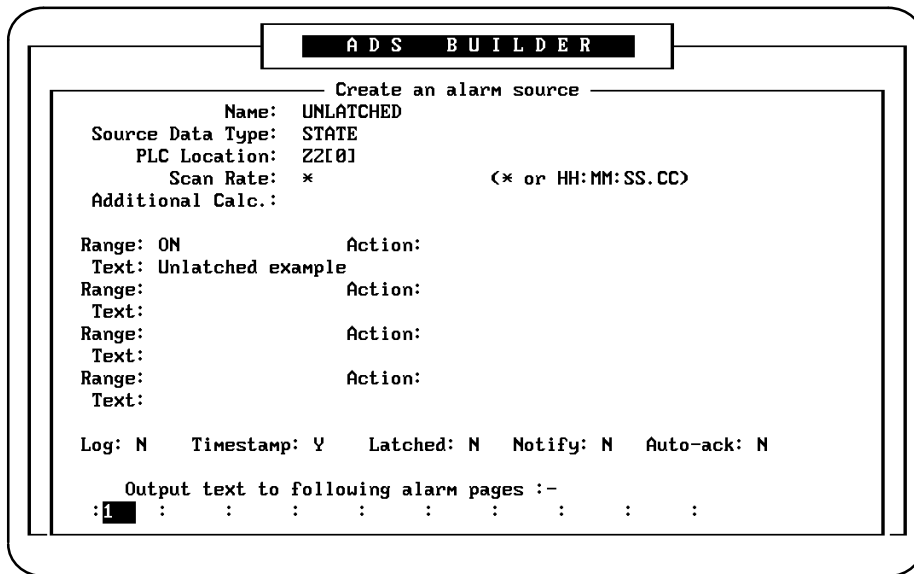 ADS BUILDER
Create an alarm source
Name: UNLATCHED
Source Data Type: STATE
PLC Location: ZZ[0]
Scan Rate: * (* or HH:MM:SS.CC)
Additional Calc.:
Range: ON Action:
Text: Unlatched example
Range: Action:
Text:
Range: Action:
Text:
Range: Action:
Text:
Log: N Timestamp: Y Latched: N Notify: N Auto-ack: N
Output text to following alarm pages :-
:1 : : : : : : : : :